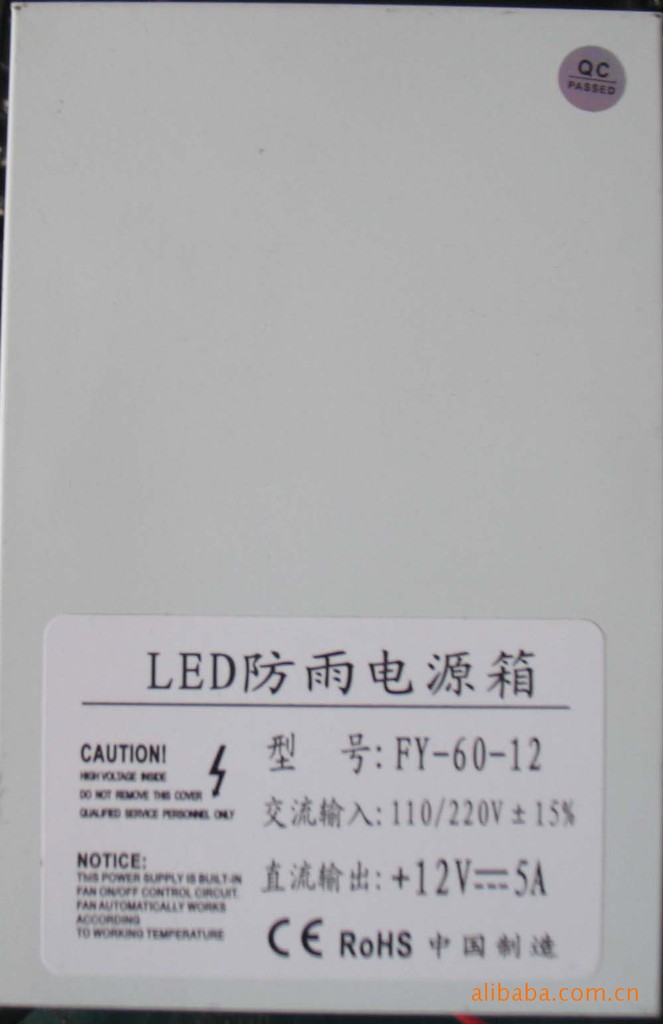 QC
PASSED
LED防雨电源箱
CAUTION!
HIGH VOLTAGE INSIDE
DO NOT REMOVE THIS COVER
QUALIFIED SERVICE PERSONNEL ONLY
NOTICE:
THIS POWER SUPPLY IS BUILT-IN
FAN ON/OFF CONTROL CIRCUIT.
FAN AUTOMATICALLY WORKS
ACCORDING
TO WORKING TEMPERATURE
型 号: FY-60-12
交流输入: 110/220V ± 15%
直流输出: +12V⎓5A
CE RoHS 中国制造
alibaba.com.cn